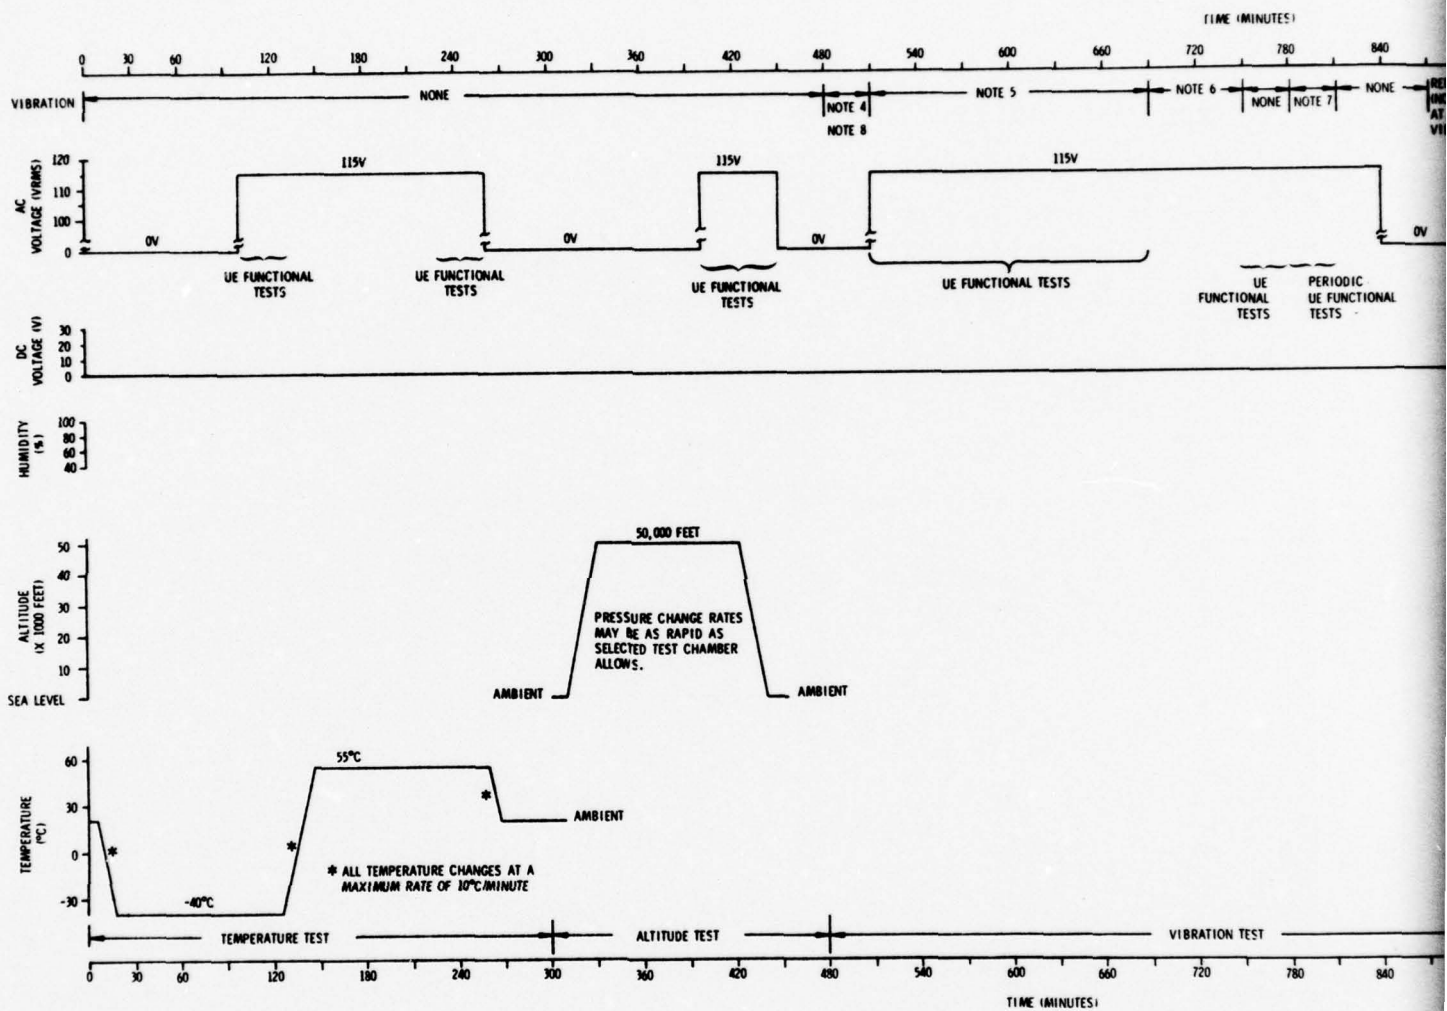 TIME (MINUTES)
0 30 60 120 180 240 300 360 420 480 540 600 660 720 780 840
VIBRATION
NONE
NOTE 4
NOTE 8
NOTE 5
NOTE 6
NONE
NOTE 7
NONE
AC
VOLTAGE (VRMS)
120
110
100
0
0V
115V
0V
115V
0V
115V
0V
UE FUNCTIONAL
TESTS
UE FUNCTIONAL
TESTS
UE FUNCTIONAL
TESTS
UE FUNCTIONAL TESTS
UE
FUNCTIONAL
TESTS
PERIODIC
UE FUNCTIONAL
TESTS
DC
VOLTAGE (V)
30
20
10
0
HUMIDITY
(%)
100
80
60
40
ALTITUDE
(X 1000 FEET)
50
40
30
20
10
SEA LEVEL
50,000 FEET
PRESSURE CHANGE RATES
MAY BE AS RAPID AS
SELECTED TEST CHAMBER
ALLOWS.
AMBIENT
AMBIENT
TEMPERATURE
(°C)
60
30
0
-30
55°C
*
*
*
AMBIENT
-40°C
* ALL TEMPERATURE CHANGES AT A
MAXIMUM RATE OF 10°C/MINUTE
TEMPERATURE TEST
ALTITUDE TEST
VIBRATION TEST
0 30 60 120 180 240 300 360 420 480 540 600 660 720 780 840
TIME (MINUTES)